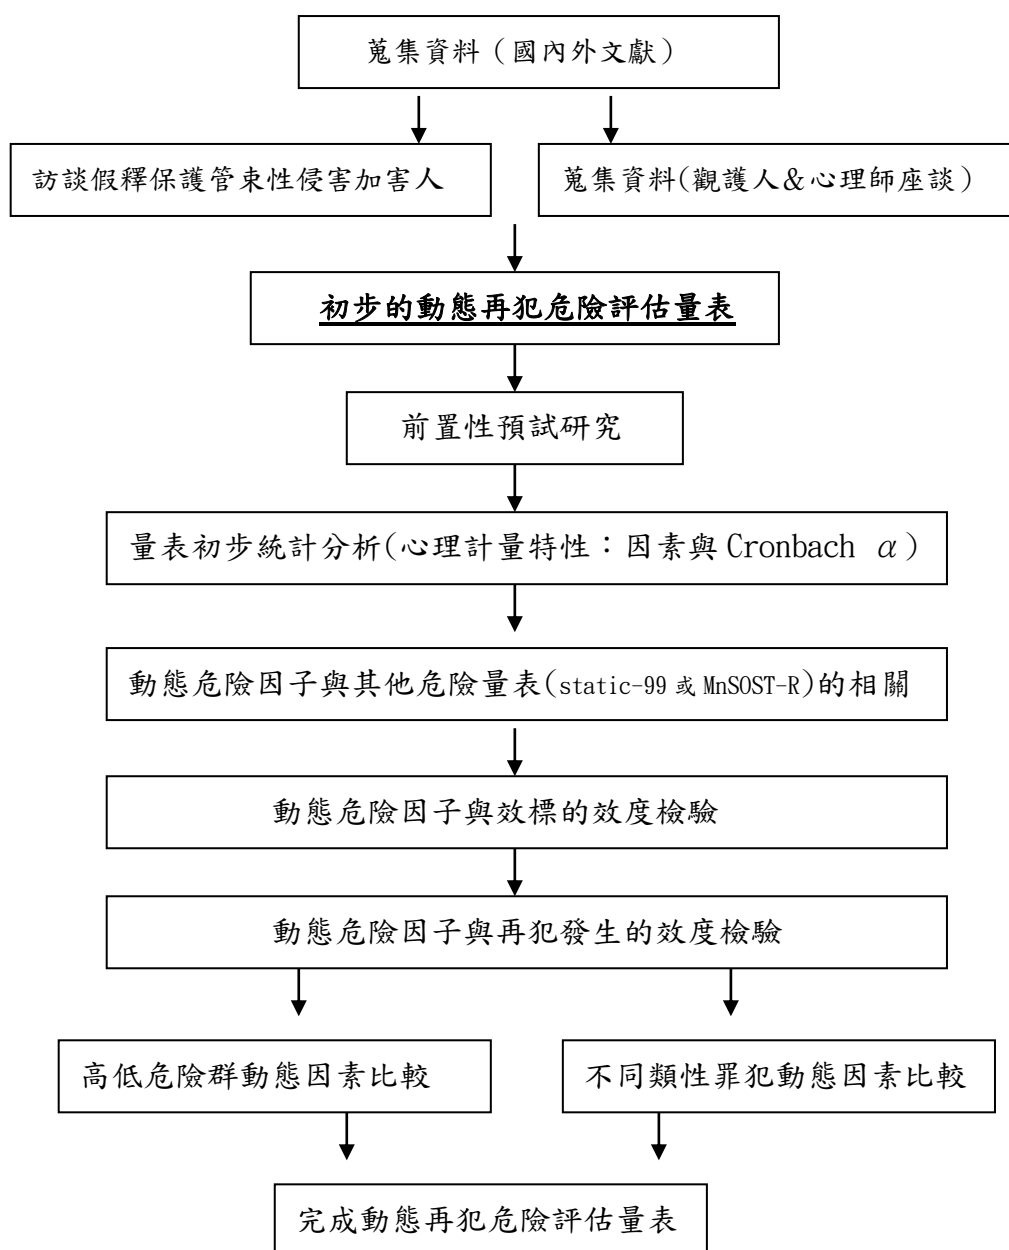 蒐集資料（國內外文獻）
訪談假釋保護管束性侵害加害人
蒐集資料(觀護人&心理師座談）
初步的動態再犯危險評估量表
前置性預試研究
量表初步統計分析(心理計量特性：因素與 Cronbach α)
動態危險因子與其他危險量表(static-99 或 MnSOST-R)的相關
動態危險因子與效標的效度檢驗
動態危險因子與再犯發生的效度檢驗
高低危險群動態因素比較
不同類性罪犯動態因素比較
完成動態再犯危險評估量表